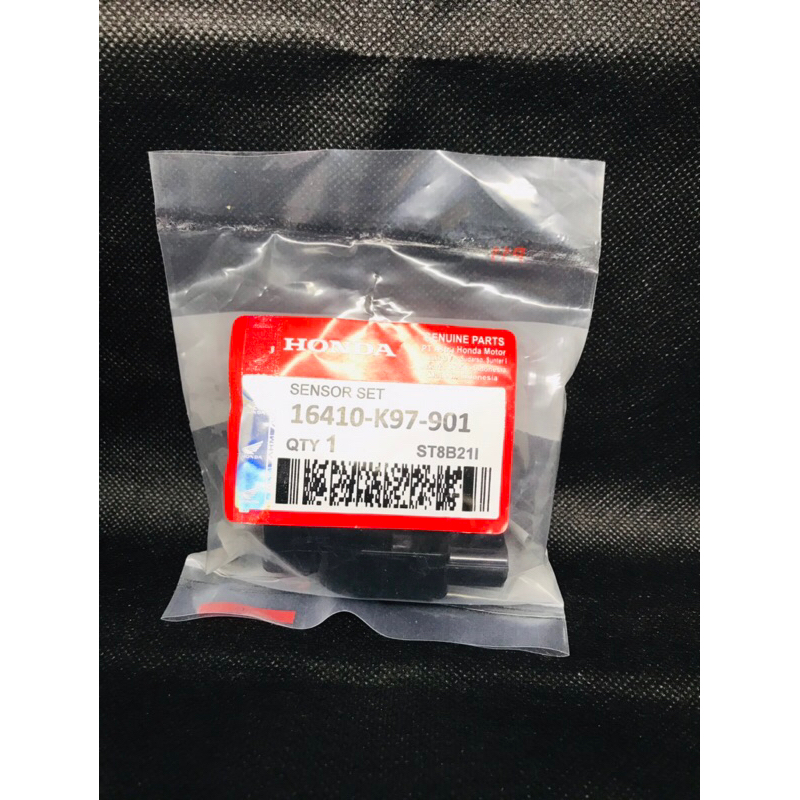 HONDA
GENUINE PARTS
Honda Motor
SENSOR SET
16410-K97-901
QTY 1
ST8B21I